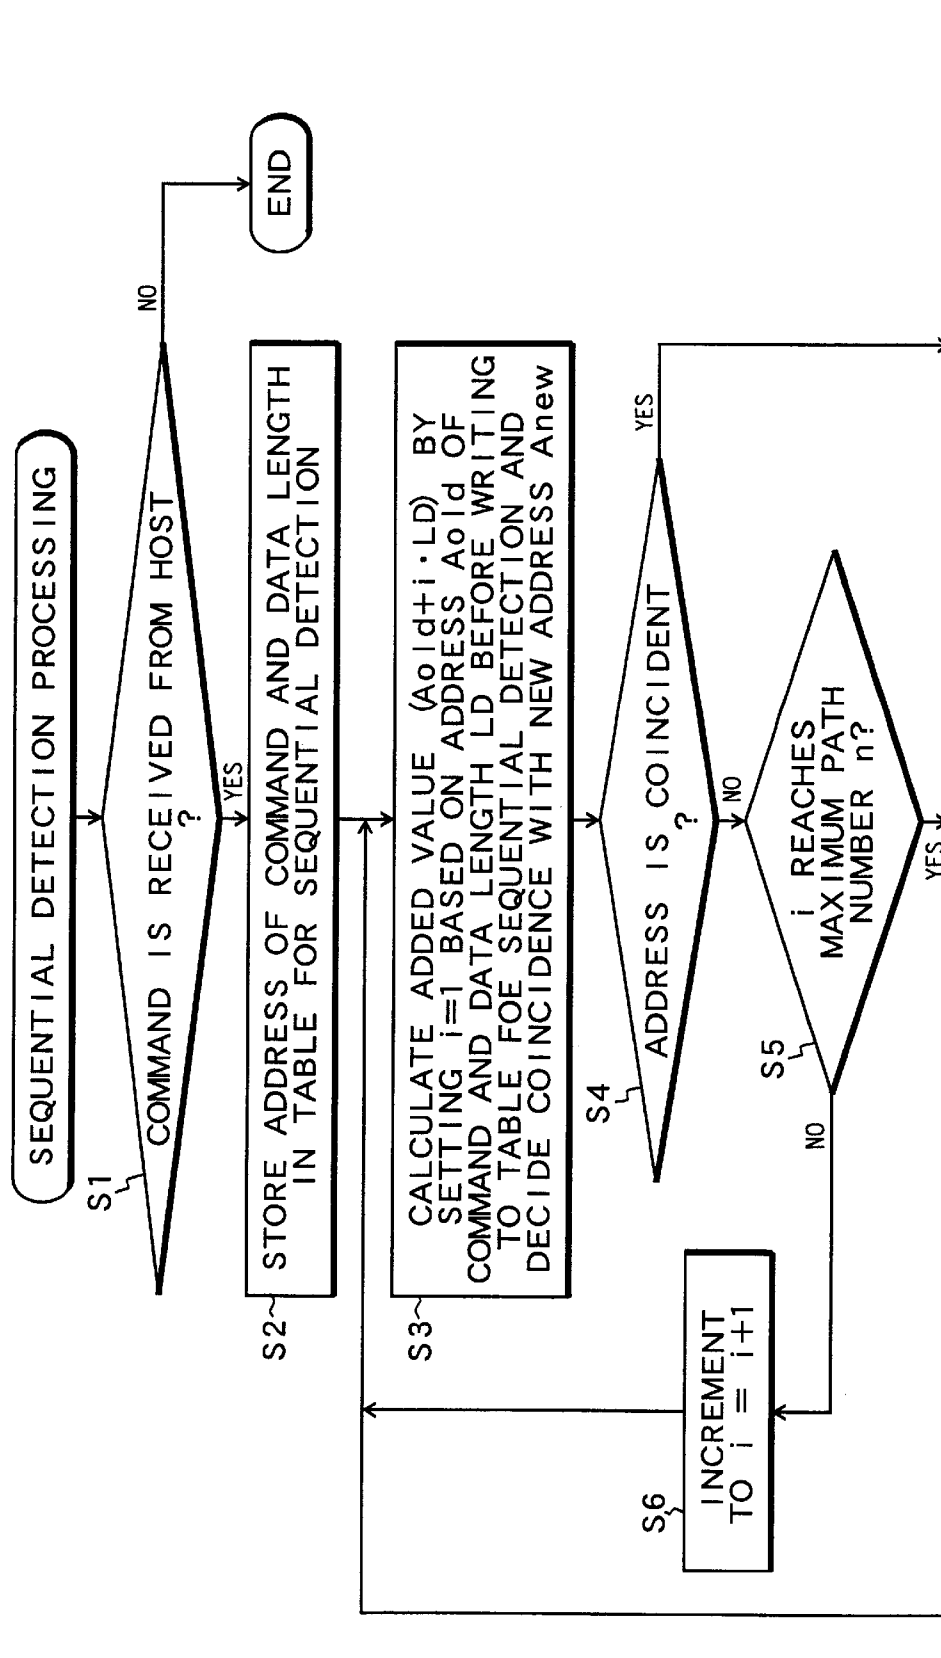 SEQUENTIAL DETECTION PROCESSING
S1
COMMAND IS RECEIVED FROM HOST
?
NO
END
YES
S2
STORE ADDRESS OF COMMAND AND DATA LENGTH
IN TABLE FOR SEQUENTIAL DETECTION
S3
CALCULATE ADDED VALUE (Aold+i·LD) BY
SETTING i=1 BASED ON ADDRESS Aold OF
COMMAND AND DATA LENGTH LD BEFORE WRITING
TO TABLE FOE SEQUENTIAL DETECTION AND
DECIDE COINCIDENCE WITH NEW ADDRESS Anew
S4
ADDRESS IS COINCIDENT
?
YES
NO
S5
i REACHES
MAXIMUM PATH
NUMBER n?
NO
YES
S6
INCREMENT
TO i = i+1